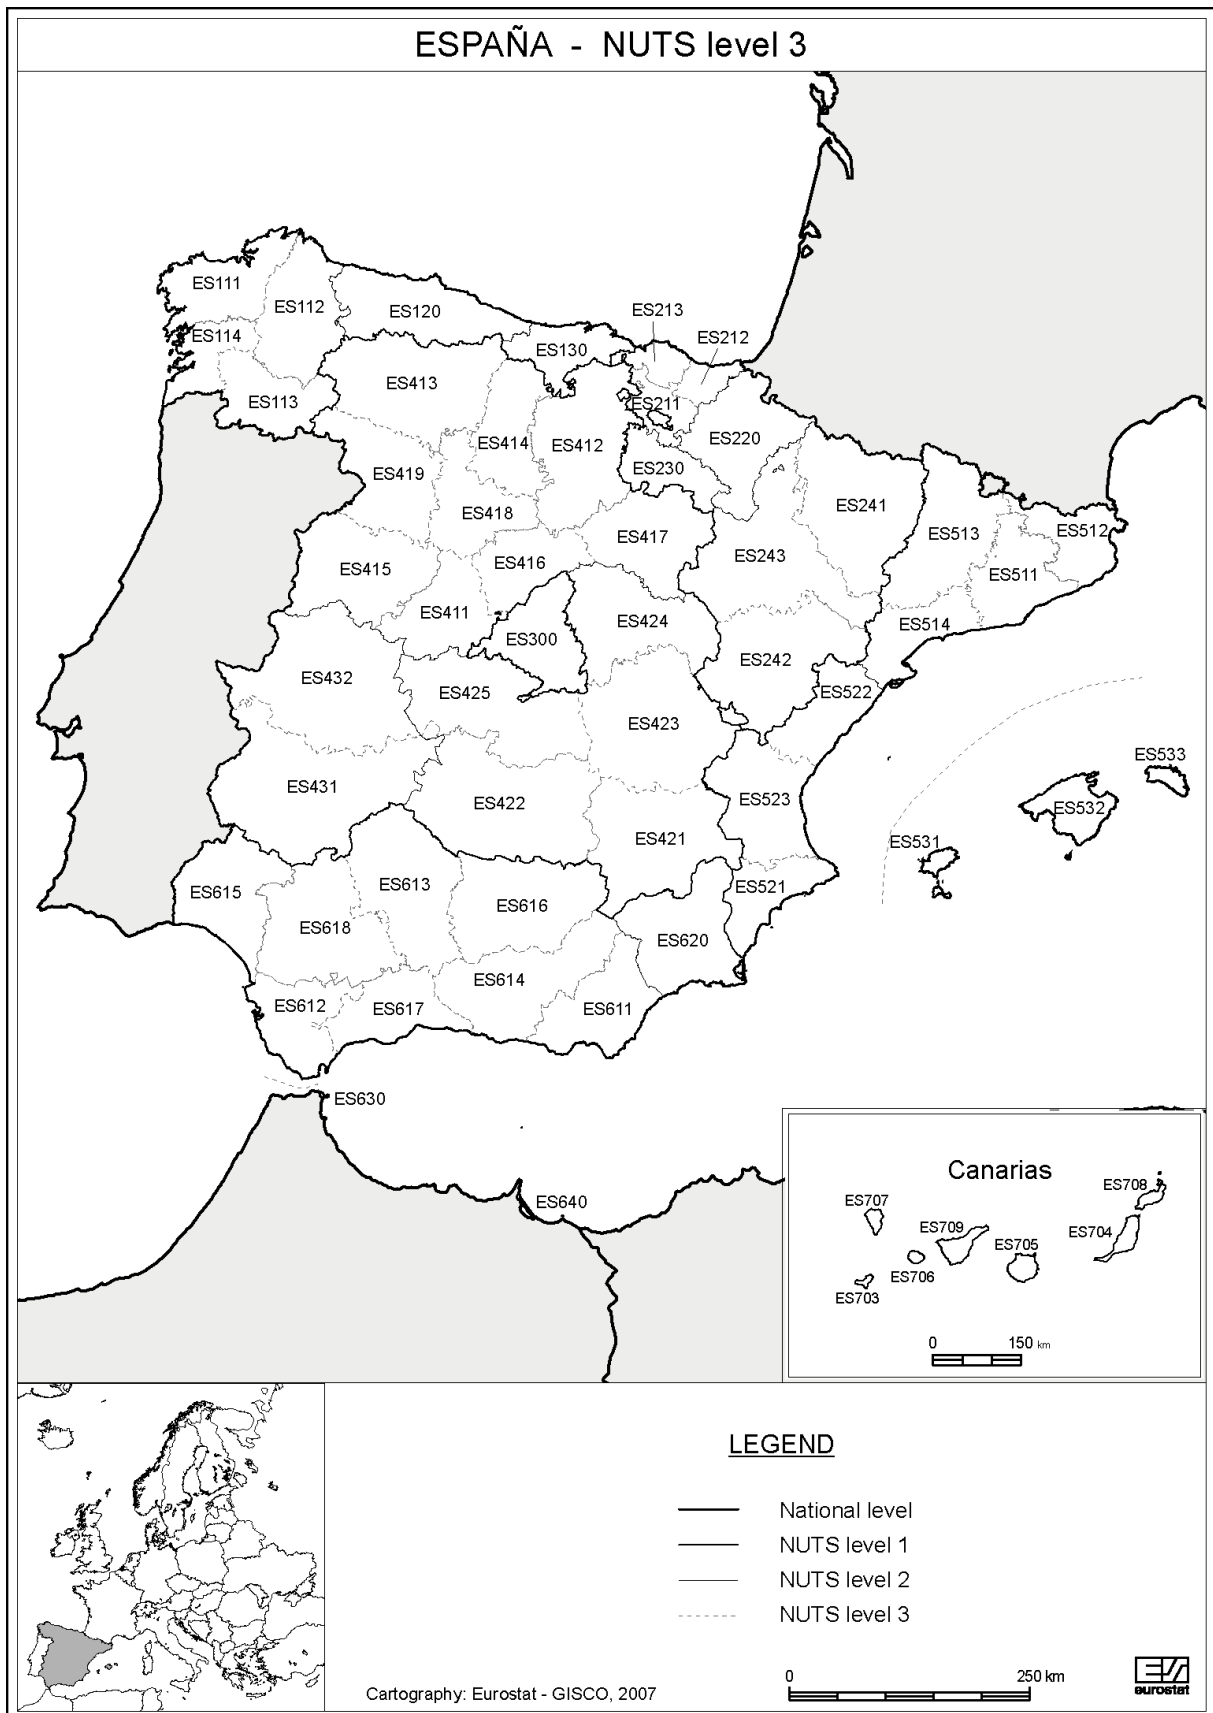 ESPAÑA - NUTS level 3
ES111
ES112
ES120
ES213
ES114
ES212
ES130
ES413
ES113
ES211
ES220
ES414
ES412
ES419
ES230
ES241
ES418
ES417
ES513
ES512
ES416
ES243
ES415
ES511
ES411
ES424
ES514
ES300
ES242
ES432
ES425
ES522
ES423
ES533
ES431
ES422
ES523
ES532
ES421
ES531
ES615
ES613
ES521
ES616
ES618
ES620
ES614
ES612
ES617
ES611
ES630
ES640
Canarias
ES708
ES707
ES709
ES704
ES705
ES706
ES703
0 150 km
LEGEND
National level
NUTS level 1
NUTS level 2
NUTS level 3
0 250 km
Cartography: Eurostat - GISCO, 2007
eurostat